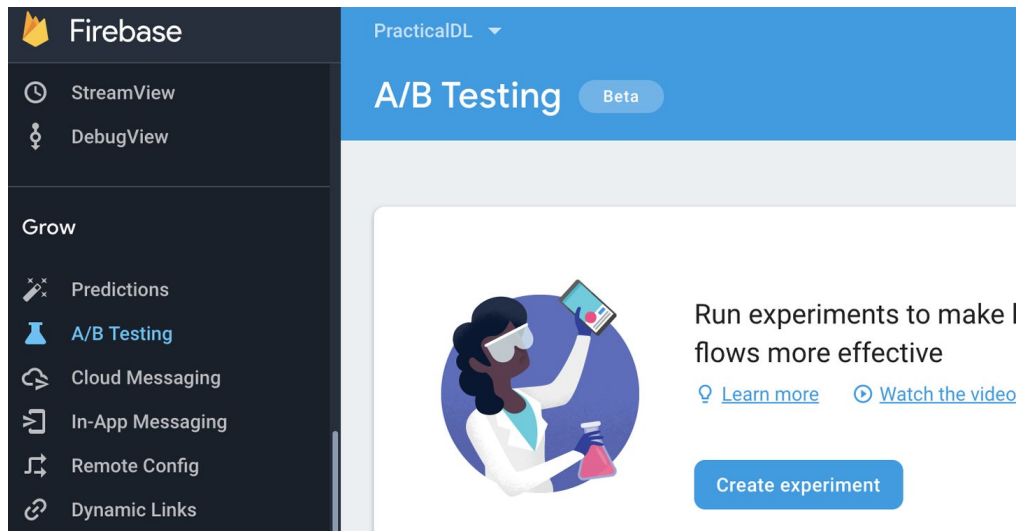 Firebase
StreamView
DebugView
Grow
Predictions
A/B Testing
Cloud Messaging
In-App Messaging
Remote Config
Dynamic Links
PracticalDL
A/B Testing Beta
Run experiments to make
flows more effective
Learn more Watch the video
Create experiment